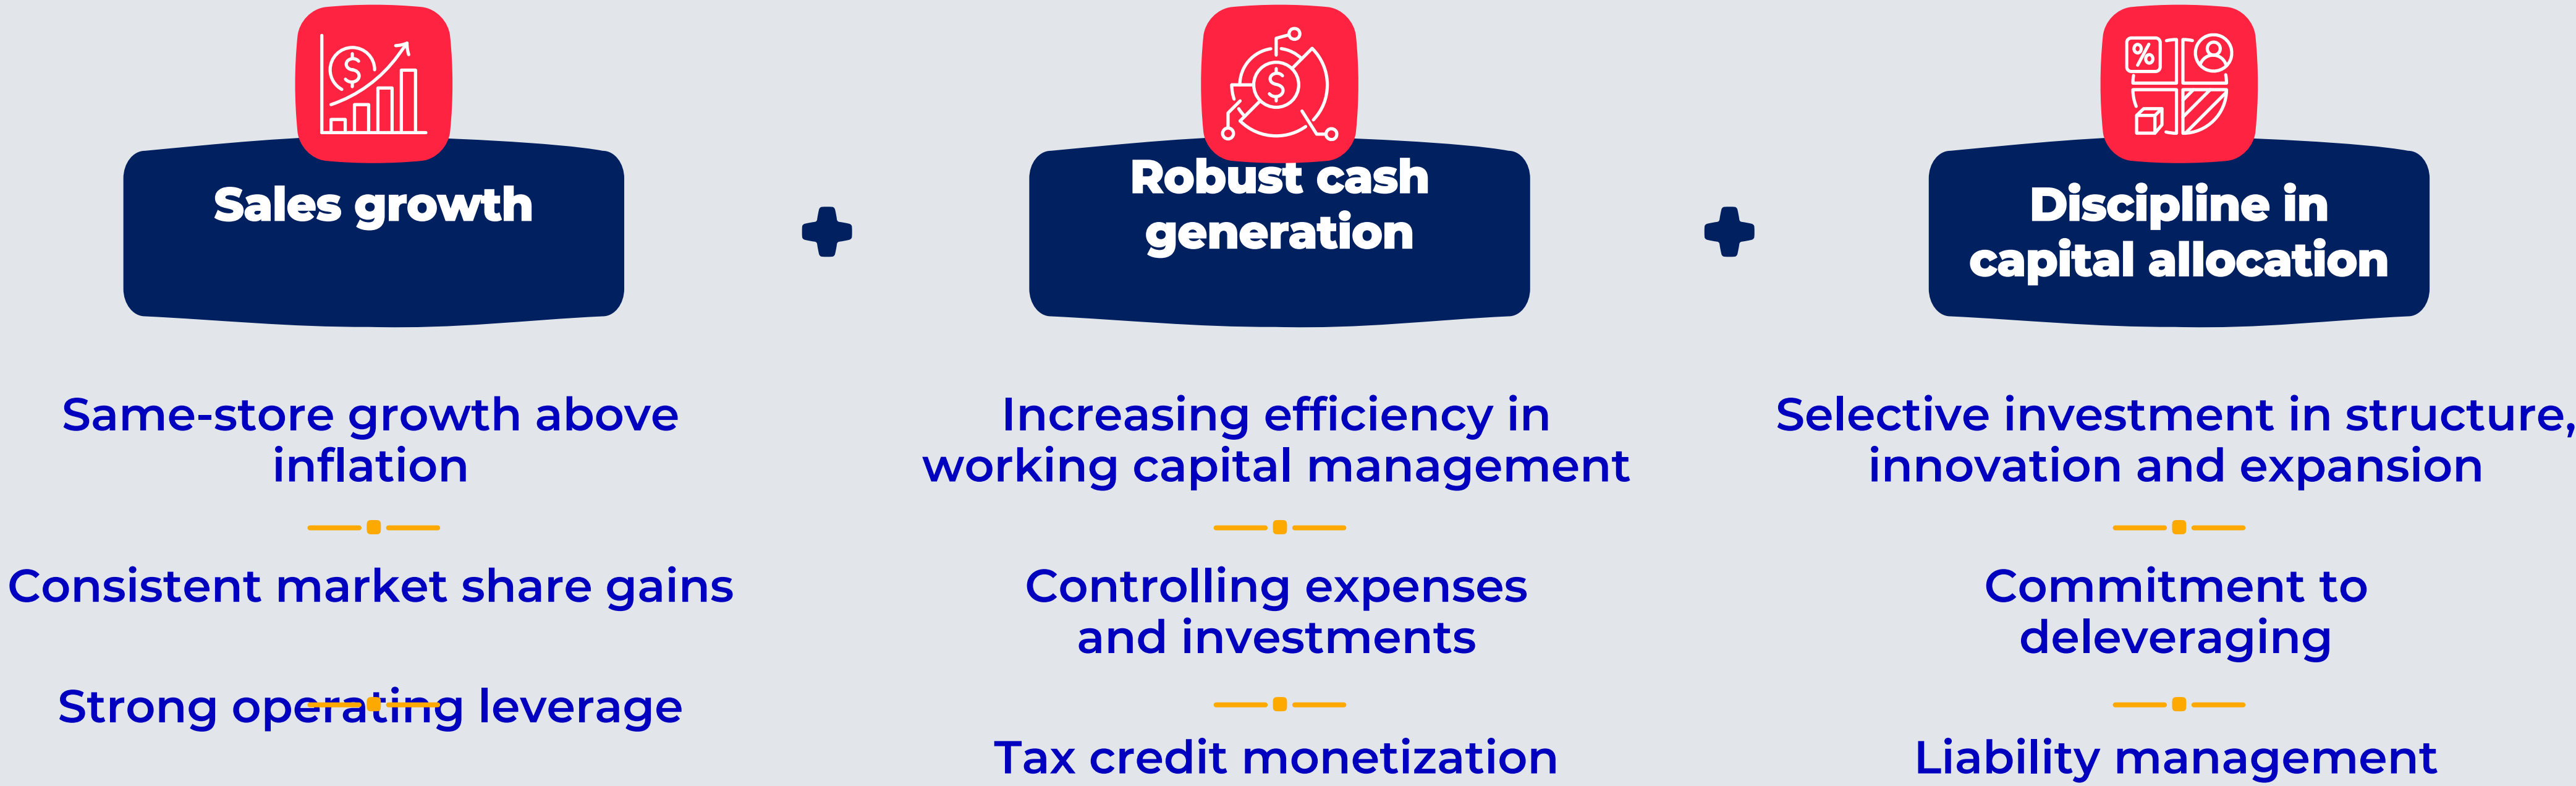 Sales growth
Same-store growth above
inflation
Consistent market share gains
Strong operating leverage
Robust cash
generation
Increasing efficiency in
working capital management
Controlling expenses
and investments
Tax credit monetization
%
Discipline in
capital allocation
Selective investment in structure,
innovation and expansion
Commitment to
deleveraging
Liability management